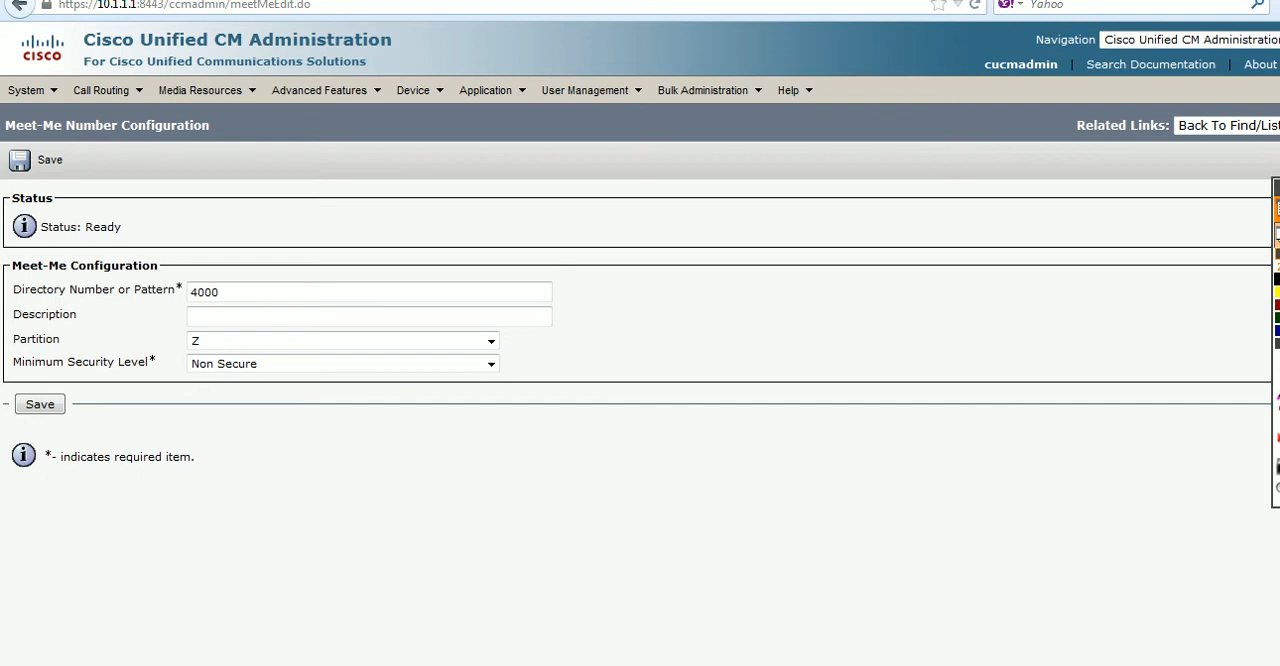 https://10.1.1.1:8443/ccmadmin/meetMeEdit.do
Yahoo
CISCO
Cisco Unified CM Administration
For Cisco Unified Communications Solutions
Navigation Cisco Unified CM Administration
cucmadmin | Search Documentation | About
System Call Routing Media Resources Advanced Features Device Application User Management Bulk Administration Help
Meet-Me Number Configuration
Related Links: Back To Find/List
Save
Status
Status: Ready
Meet-Me Configuration
Directory Number or Pattern* 4000
Description
Partition Z
Minimum Security Level* Non Secure
Save
*- indicates required item.